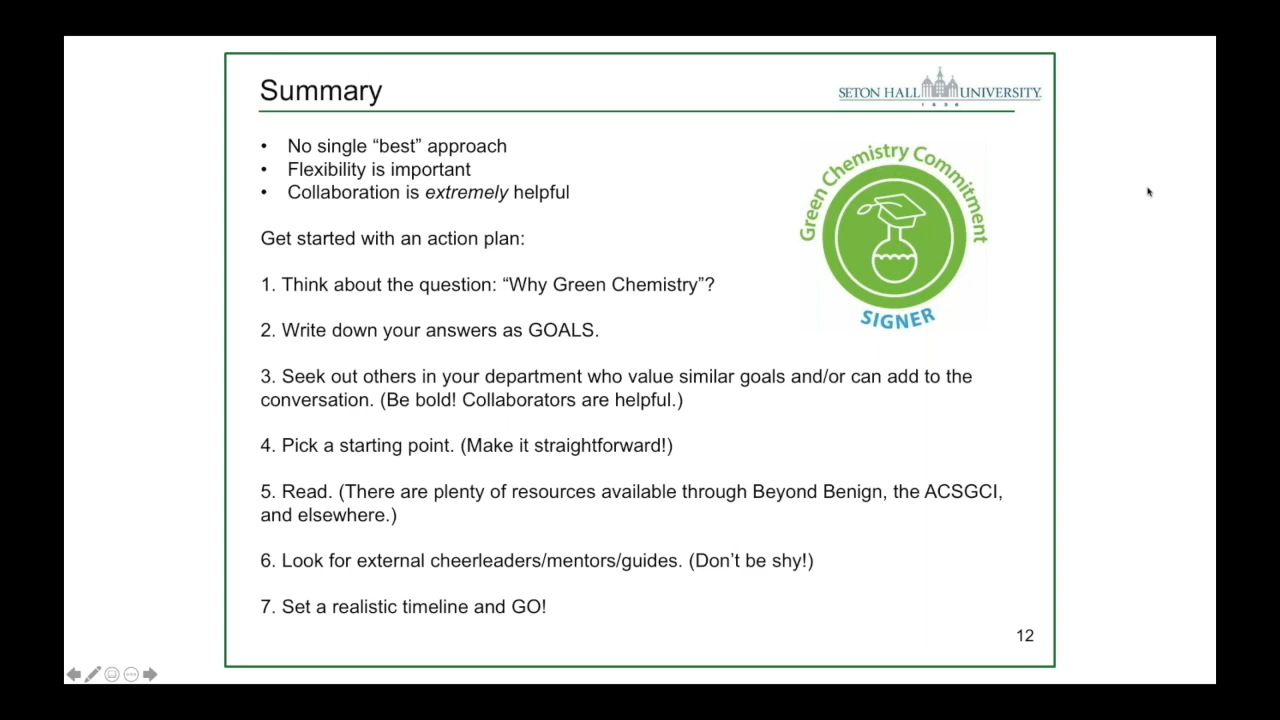 Summary
SETON HALL UNIVERSITY
1 8 5 6
• No single “best” approach
• Flexibility is important
• Collaboration is extremely helpful
Green Chemistry Commitment
SIGNER
Get started with an action plan:
1. Think about the question: “Why Green Chemistry”?
2. Write down your answers as GOALS.
3. Seek out others in your department who value similar goals and/or can add to the
conversation. (Be bold! Collaborators are helpful.)
4. Pick a starting point. (Make it straightforward!)
5. Read. (There are plenty of resources available through Beyond Benign, the ACSGCI,
and elsewhere.)
6. Look for external cheerleaders/mentors/guides. (Don’t be shy!)
7. Set a realistic timeline and GO!
12